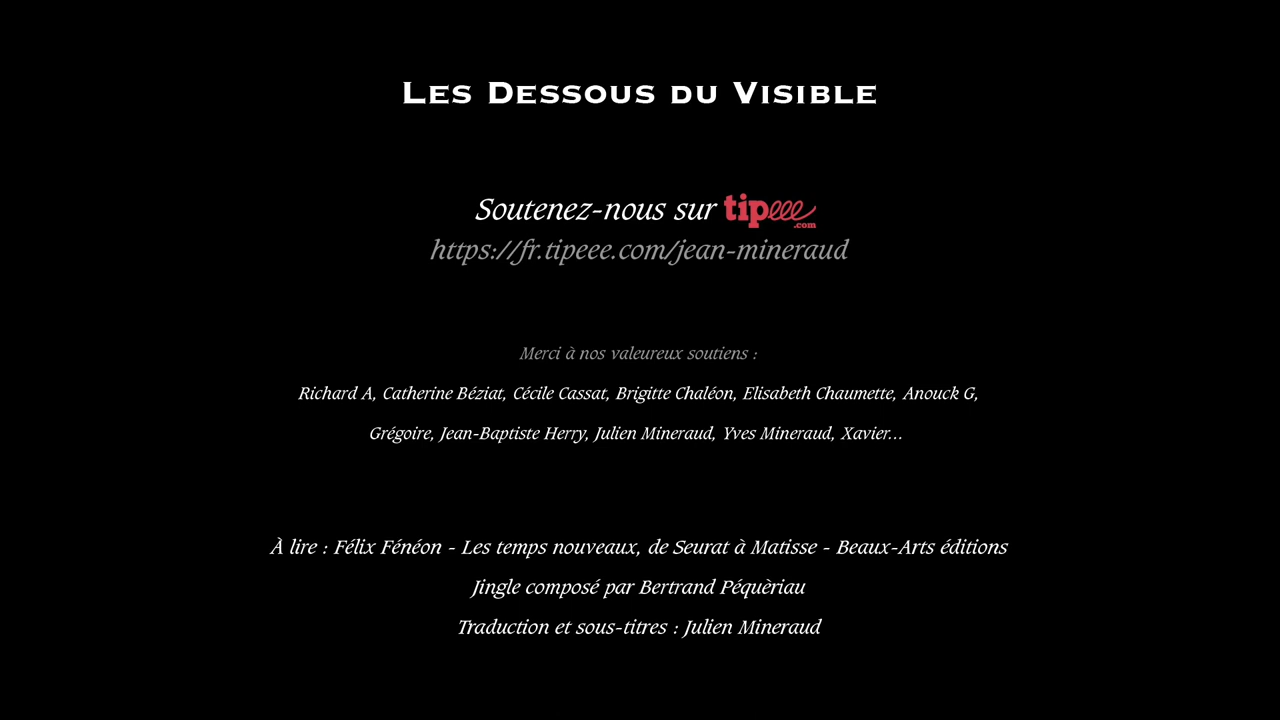 Les Dessous du Visible
Soutenez-nous sur tipeee.com
https://fr.tipeee.com/jean-mineraud
Merci à nos valeureux soutiens :
Richard A, Catherine Béziat, Cécile Cassat, Brigitte Chaléon, Elisabeth Chaumette, Anouck G,
Grégoire, Jean-Baptiste Herry, Julien Mineraud, Yves Mineraud, Xavier...
À lire : Félix Fénéon - Les temps nouveaux, de Seurat à Matisse - Beaux-Arts éditions
Jingle composé par Bertrand Péquèriau
Traduction et sous-titres : Julien Mineraud